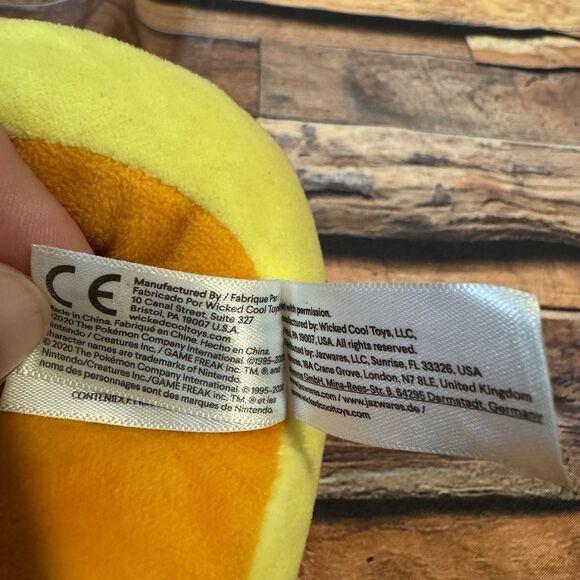 CE
Manufactured By / Fabrique Par /
Fabricado Por Wicked Cool Toys
10 Canal Street, Suite 327
Bristol, PA 19007 U.S.A.
wickedcooltoys.com
Made in China. Fabriqué en Chine. Hecho en China.
©2020 The Pokémon Company International. ©1995-2020
Nintendo / Creatures Inc./ GAME FREAK inc. TM, ®, and
character names are trademarks of Nintendo.
©2020 The Pokémon Company International. © 1995-2020
Nintendo/Creatures Inc./GAME FREAK inc. TM, ® et les
noms des personnages sont des marques de Nintendo.
CONTENIDO
with permission.
by: Wicked Cool Toys, LLC,
PA 19007, USA. All rights reserved.
Jazwares, LLC, Sunrise, FL 33326, USA
Crane Grove, London, N7 8LE, United Kingdom
GmbH, Mina-Rees-Str. 8, 64295 Darmstadt, Germany
/ www.jazwares.de /
wickedcooltoys.com